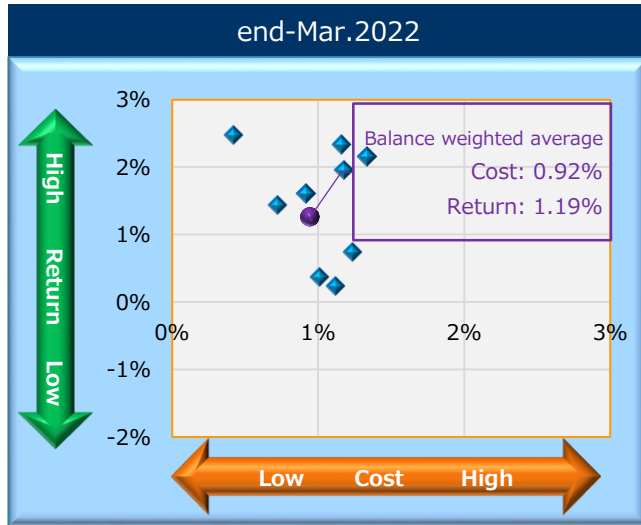 end-Mar.2022
High
Return
Low
3%
2%
1%
0%
-1%
-2%
Balance weighted average
Cost: 0.92%
Return: 1.19%
0%
1%
2%
3%
Low Cost High